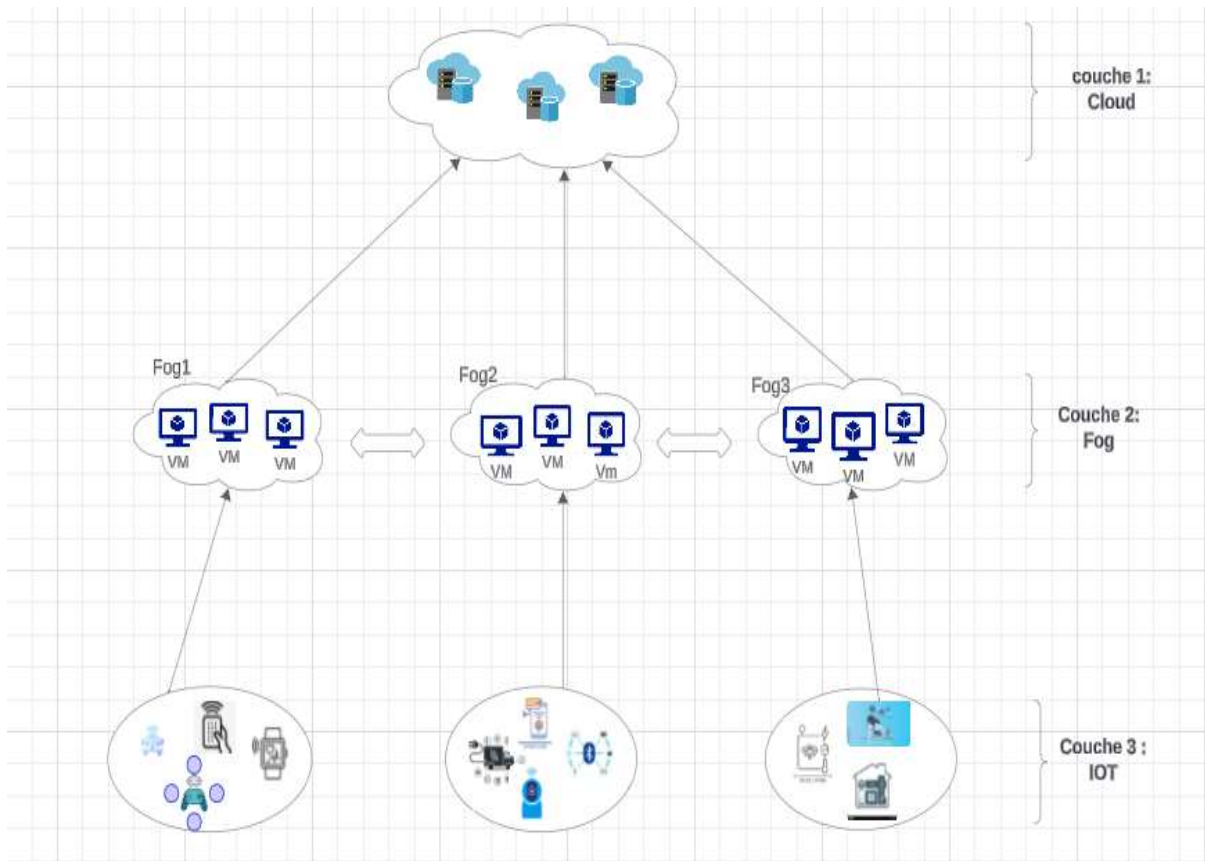 couche 1:
Cloud
Fog1
Fog2
Fog3
VM
VM
VM
VM
VM
Vm
VM
VM
VM
Couche 2:
Fog
Couche 3 :
IOT